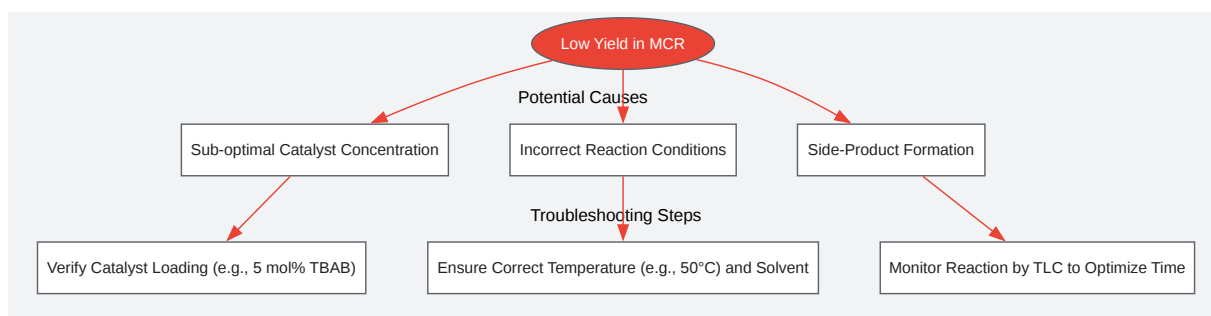 Low Yield in MCR
Potential Causes
Sub-optimal Catalyst Concentration
Incorrect Reaction Conditions
Side-Product Formation
Troubleshooting Steps
Verify Catalyst Loading (e.g., 5 mol% TBAB)
Ensure Correct Temperature (e.g., 50°C) and Solvent
Monitor Reaction by TLC to Optimize Time